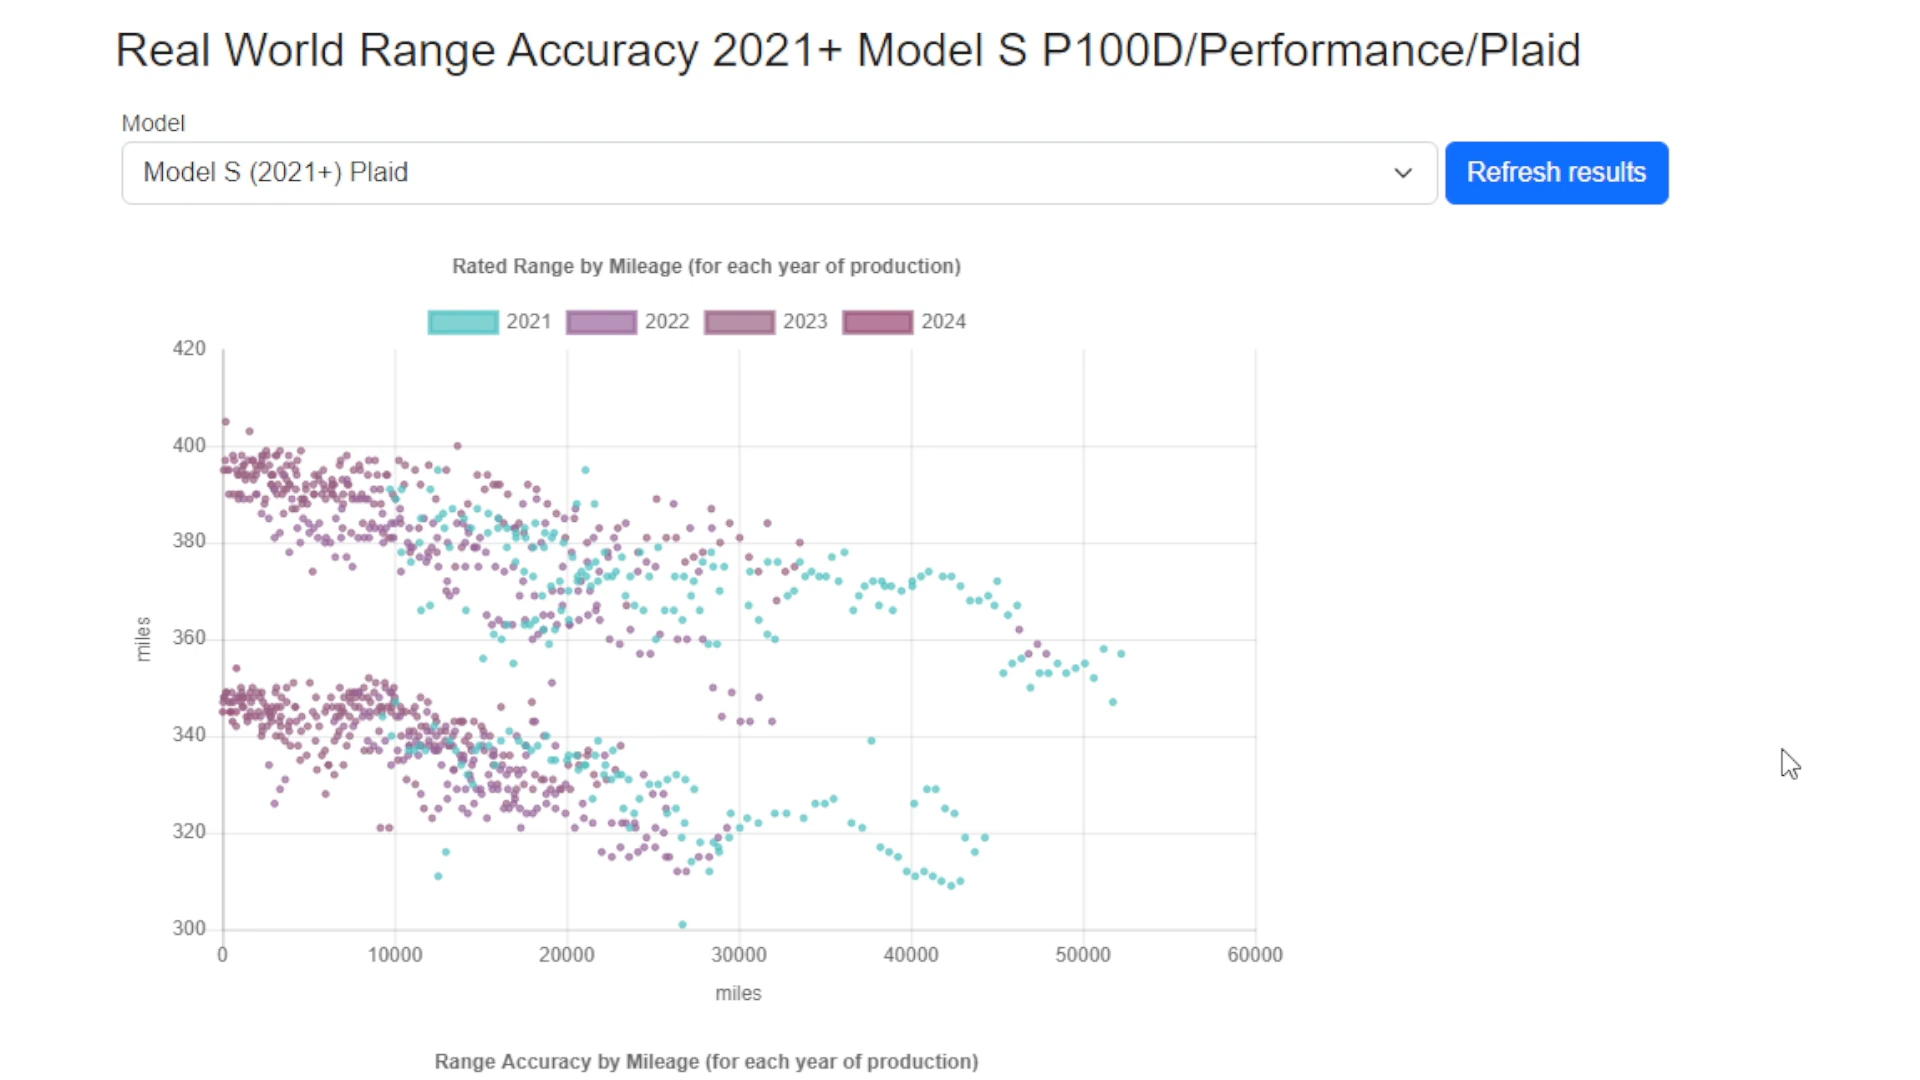 Real World Range Accuracy 2021+ Model S P100D/Performance/Plaid
Model
Model S (2021+) Plaid
Refresh results
Rated Range by Mileage (for each year of production)
2021 2022 2023 2024
420
400
380
360
340
320
300
miles
0 10000 20000 30000 40000 50000 60000
miles
Range Accuracy by Mileage (for each year of production)